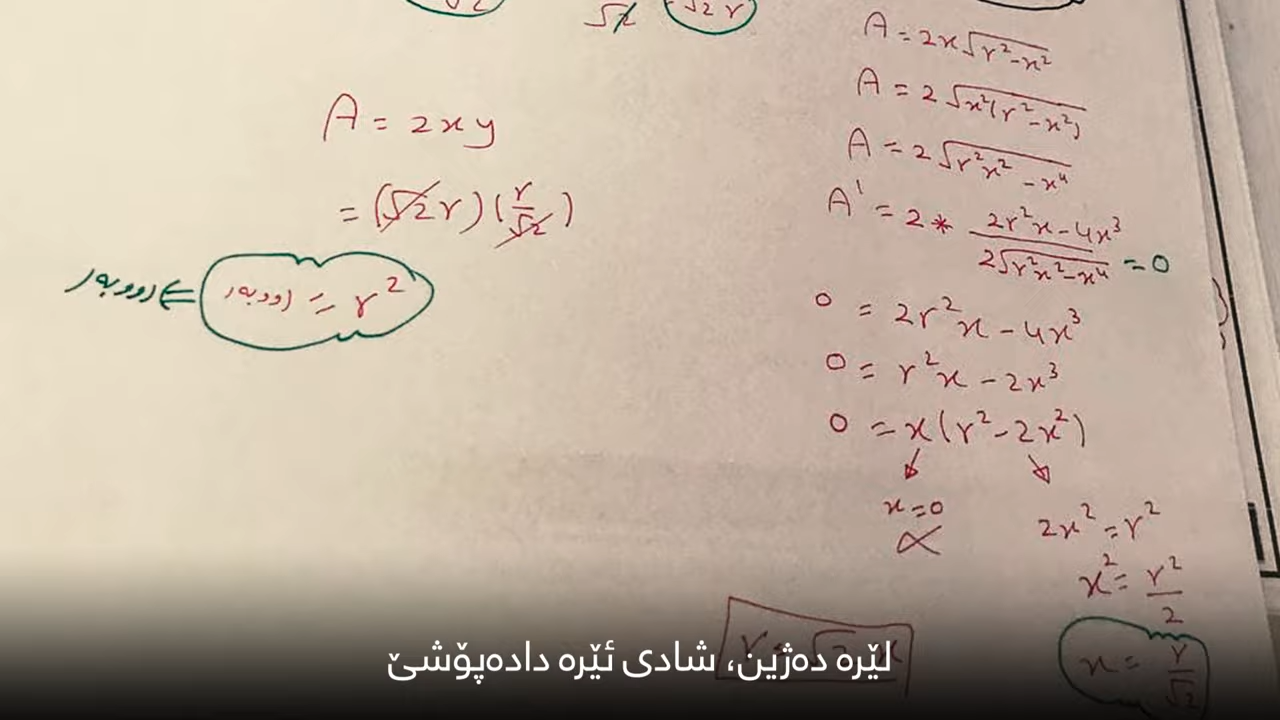 √2 r
A = 2xy
= (√2 r) (r/√2)
رووبەر <= رووبەر = r²
A = 2x√r²-x²
A = 2√x²(r²-x²)
A = 2√r²x²-x⁴
A' = 2 * (2r²x-4x³)/(2√r²x²-x⁴) = 0
0 = 2r²x - 4x³
0 = r²x - 2x³
0 = x(r²-2x²)
x=0
2x² = r²
x² = r²/2
x = r/√2
لێرە دەژین، شادی ئێرە دادەپۆشێ